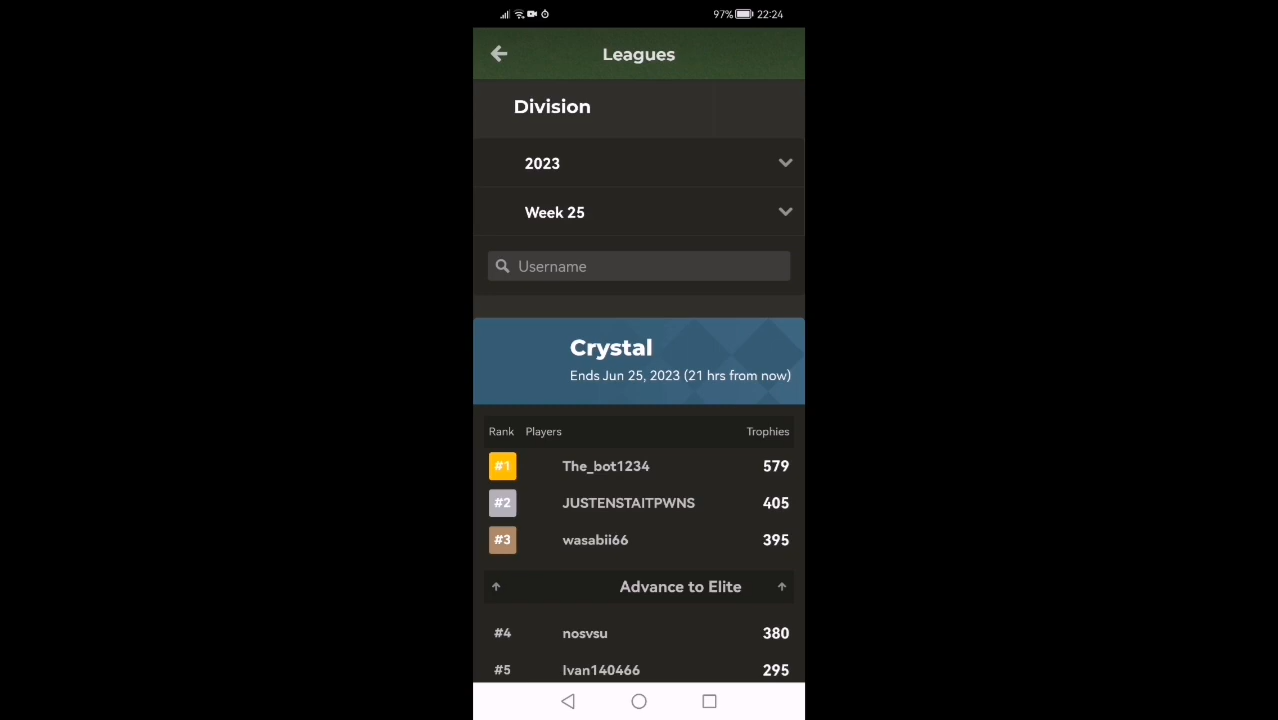 97% 22:24
Leagues
Division
2023
Week 25
Username
Crystal
Ends Jun 25, 2023 (21 hrs from now)
Rank Players Trophies
#1 The_bot1234 579
#2 JUSTENSTAITPWNS 405
#3 wasabii66 395
Advance to Elite
#4 nosvsu 380
#5 Ivan140466 295